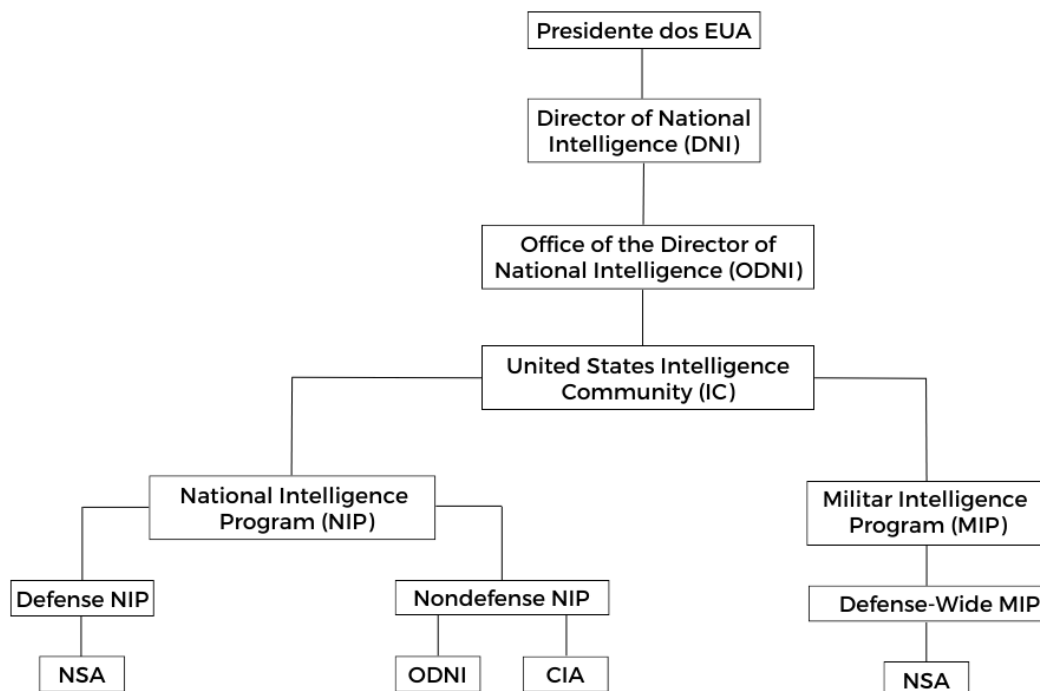 Presidente dos EUA
Director of National
Intelligence (DNI)
Office of the Director of
National Intelligence (ODNI)
United States Intelligence
Community (IC)
National Intelligence
Program (NIP)
Militar Intelligence
Program (MIP)
Defense NIP
Nondefense NIP
Defense-Wide MIP
NSA
ODNI
CIA
NSA